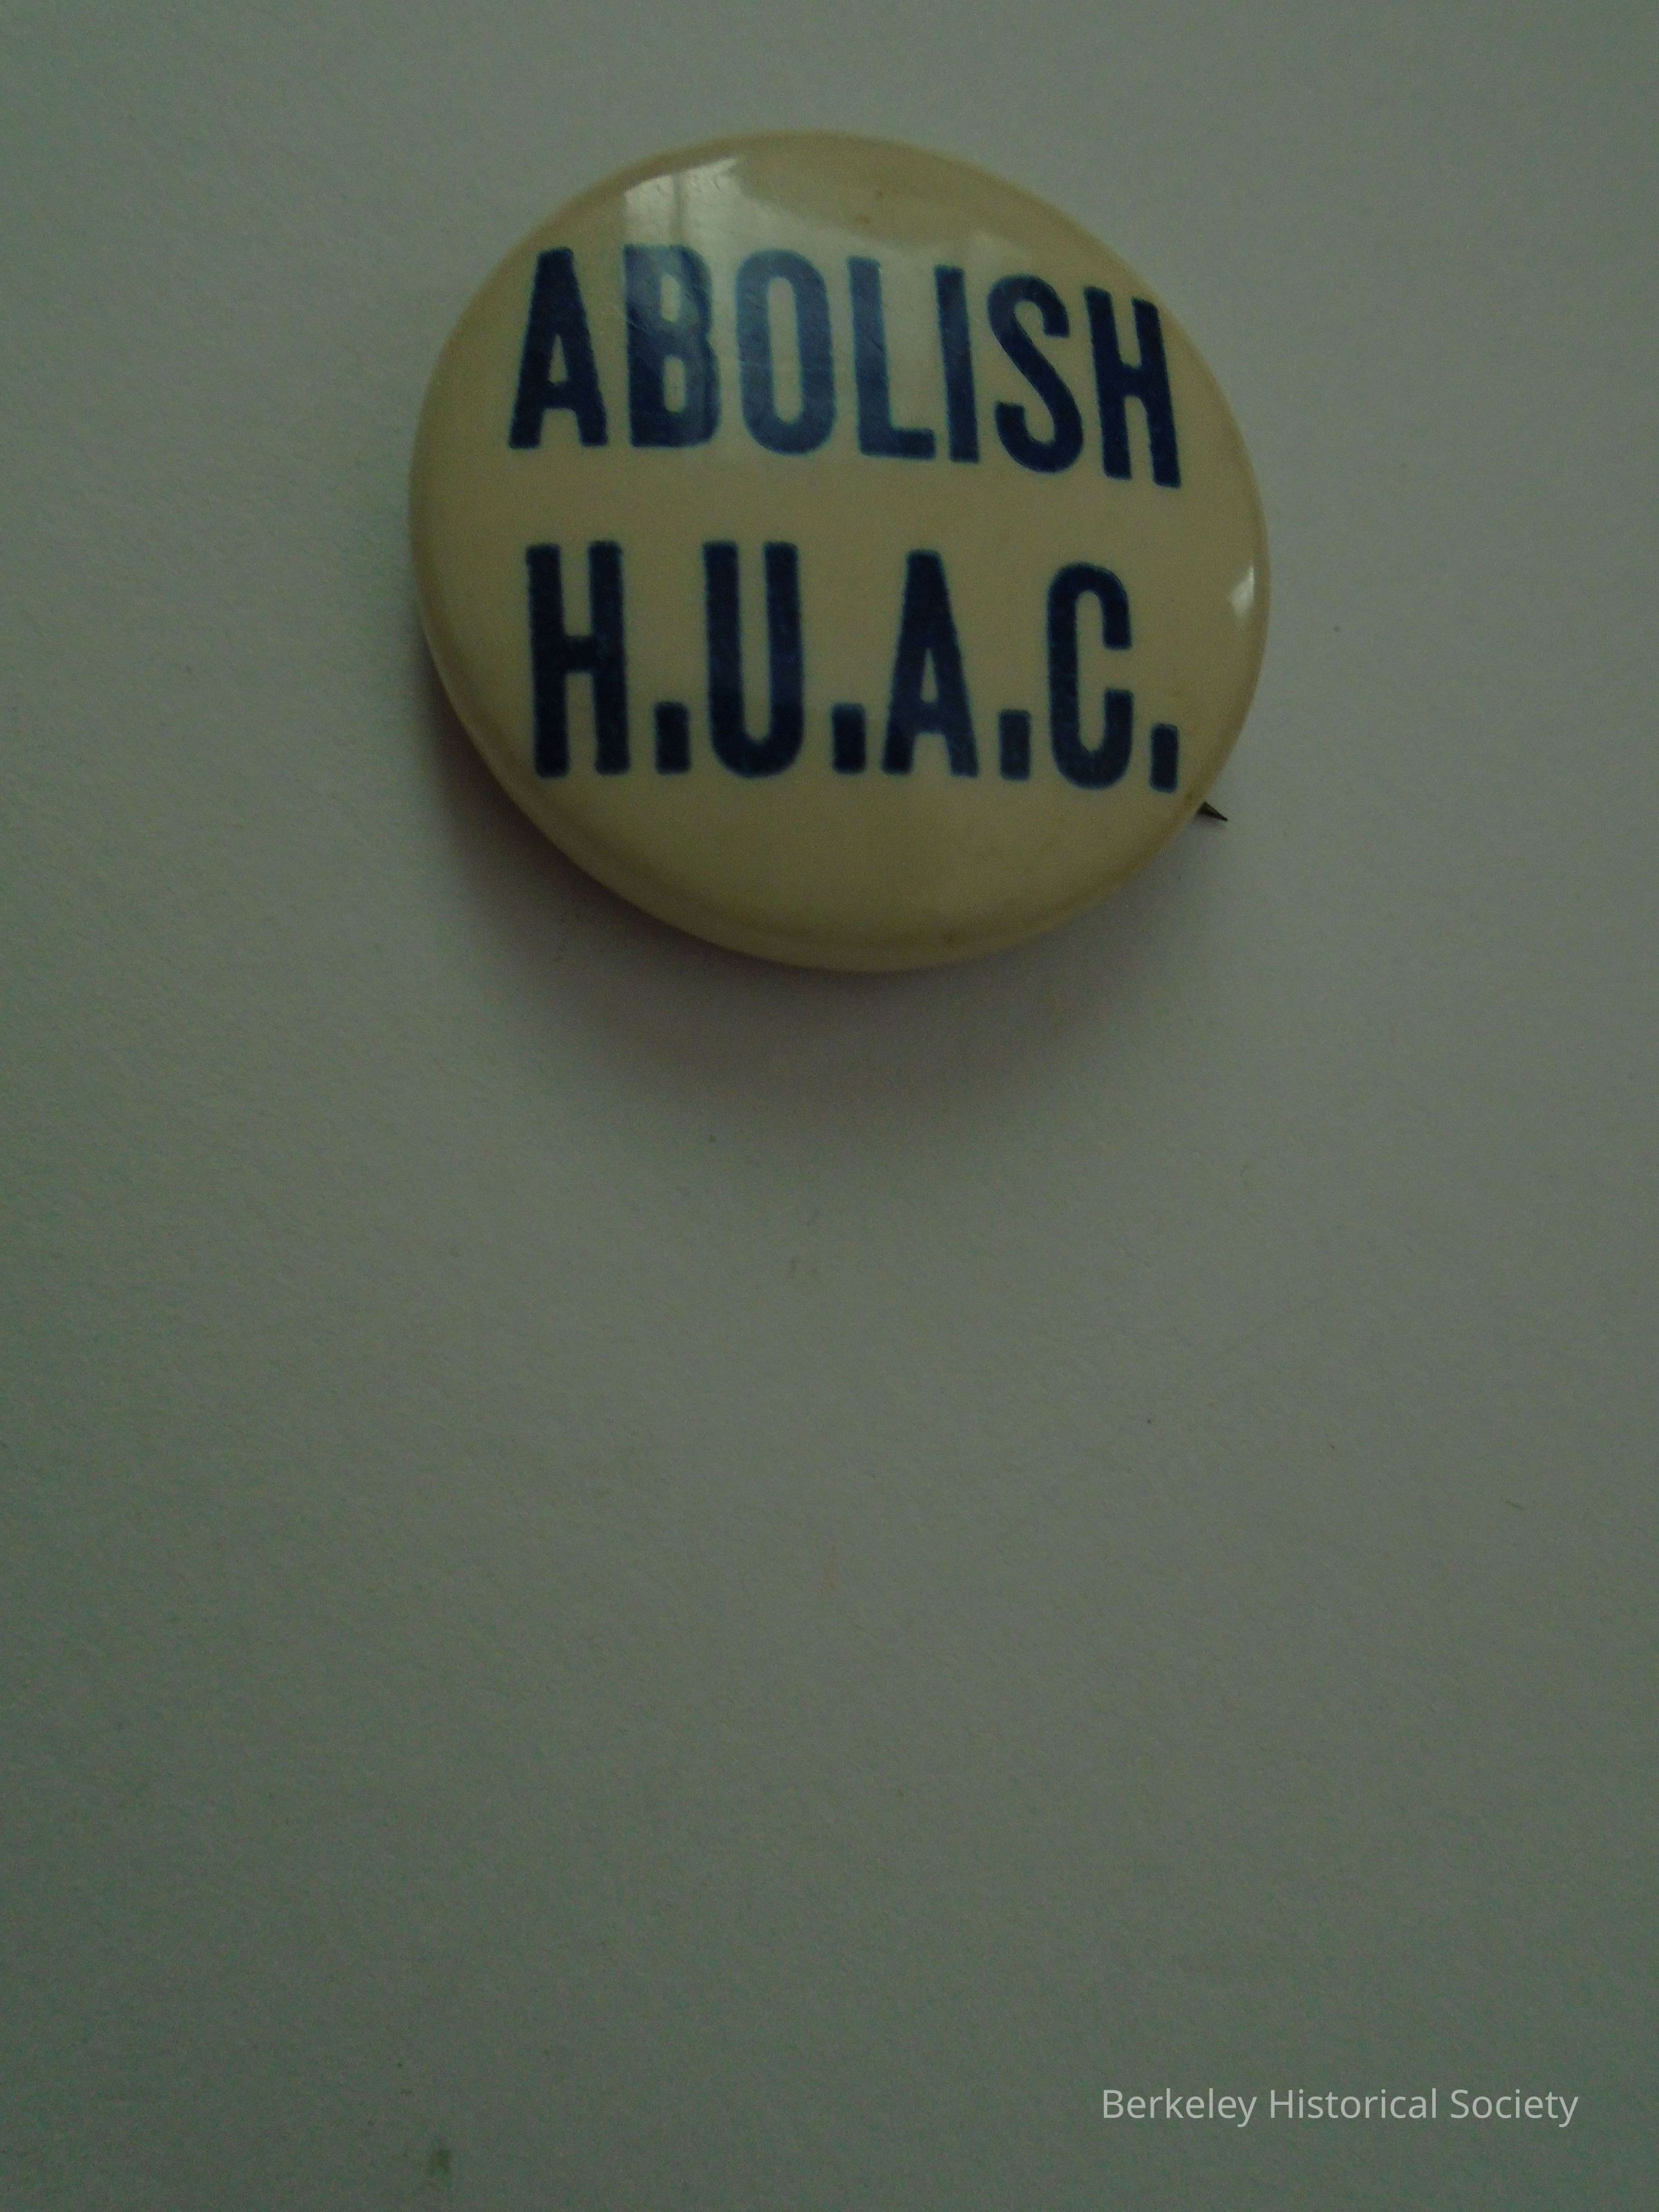 ABOLISH
H.U.A.C.
Berkeley Historical Society